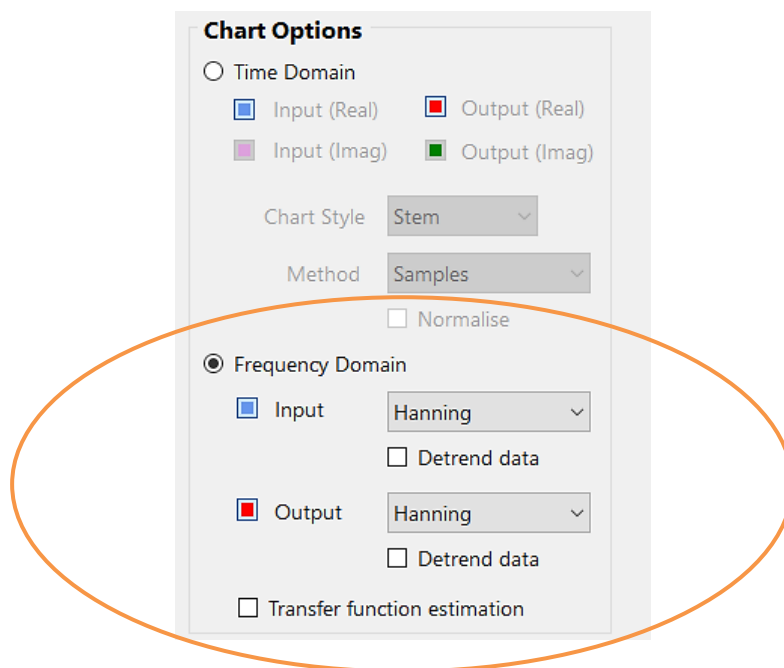 Chart Options
Time Domain
Input (Real) Output (Real)
Input (Imag) Output (Imag)
Chart Style Stem
Method Samples
Normalise
Frequency Domain
Input Hanning
Detrend data
Output Hanning
Detrend data
Transfer function estimation